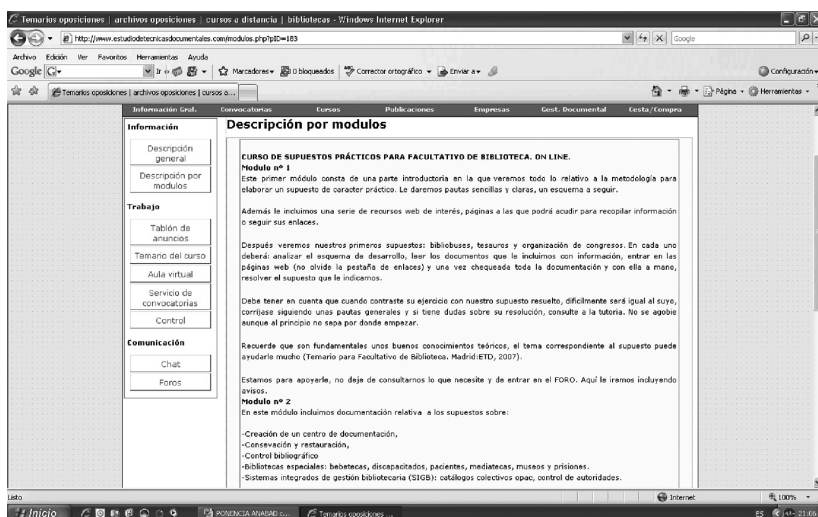 Temarios oposiciones | archivos oposiciones | cursos a distancia | bibliotecas - Windows Internet Explorer
http://www.estudiodetecnicasdocumentales.com/modulos.php?pID=183
Google
Archivo Edición Ver Favoritos Herramientas Ayuda
Google G Ir Marcadores 0 bloqueados Corrector ortográfico Enviar a Configuración
Temarios oposiciones | archivos oposiciones | cursos a... Página Herramientas
Información Gral. Convocatorias Cursos Publicaciones Empresas Gest. Documental Cesta/Compra
Información
Descripción
general
Descripción por
modulos
Trabajo
Tablón de
anuncios
Temario del curso
Aula virtual
Servicio de
convocatorias
Control
Comunicación
Chat
Foros
Descripción por modulos
CURSO DE SUPUESTOS PRÁCTICOS PARA FACULTATIVO DE BIBLIOTECA. ON LINE.
Modulo nº 1
Este primer módulo consta de una parte introductoria en la que veremos todo lo relativo a la metodología para
elaborar un supuesto de caracter práctico. Le daremos pautas sencillas y claras, un esquema a seguir.
Además le incluimos una serie de recursos web de interés, páginas a las que podrá acudir para recopilar información
o seguir sus enlaces.
Después veremos nuestros primeros supuestos: bibliobuses, tesauros y organización de congresos. En cada uno
deberá: analizar el esquema de desarrollo, leer los documentos que le incluimos con información, entrar en las
páginas web (no olvide la pestaña de enlaces) y una vez chequeada toda la documentación y con ella a mano,
resolver el supuesto que le indicamos.
Debe tener en cuenta que cuando contraste su ejercicio con nuestro supuesto resuelto, dificilmente será igual al suyo,
corrijase siguiendo unas pautas generales y si tiene dudas sobre su resolución, consulte a la tutoria. No se agobie
aunque al principio no sepa por donde empezar.
Recuerde que son fundamentales unos buenos conocimientos teóricos, el tema correspondiente al supuesto puede
ayudarle mucho (Temario para Facultativo de Biblioteca. Madrid:ETD, 2007).
Estamos para apoyarle, no deje de consultarnos lo que necesite y de entrar en el FORO. Aquí le iremos incluyendo
avisos.
Modulo nº 2
En este módulo incluimos documentación relativa a los supuestos sobre:
-Creación de un centro de documentación,
-Consevación y restauración,
-Control bibliográfico
-Bibliotecas especiales: bebetecas, discapacitados, pacientes, mediatecas, museos y prisiones.
-Sistemas integrados de gestión bibliotecaria (SIGB): catálogos colectivos opac, control de autoridades.
Listo Internet 100%
Inicio PONENCIA ANABAD c... Temarios oposiciones ... ES 21:06